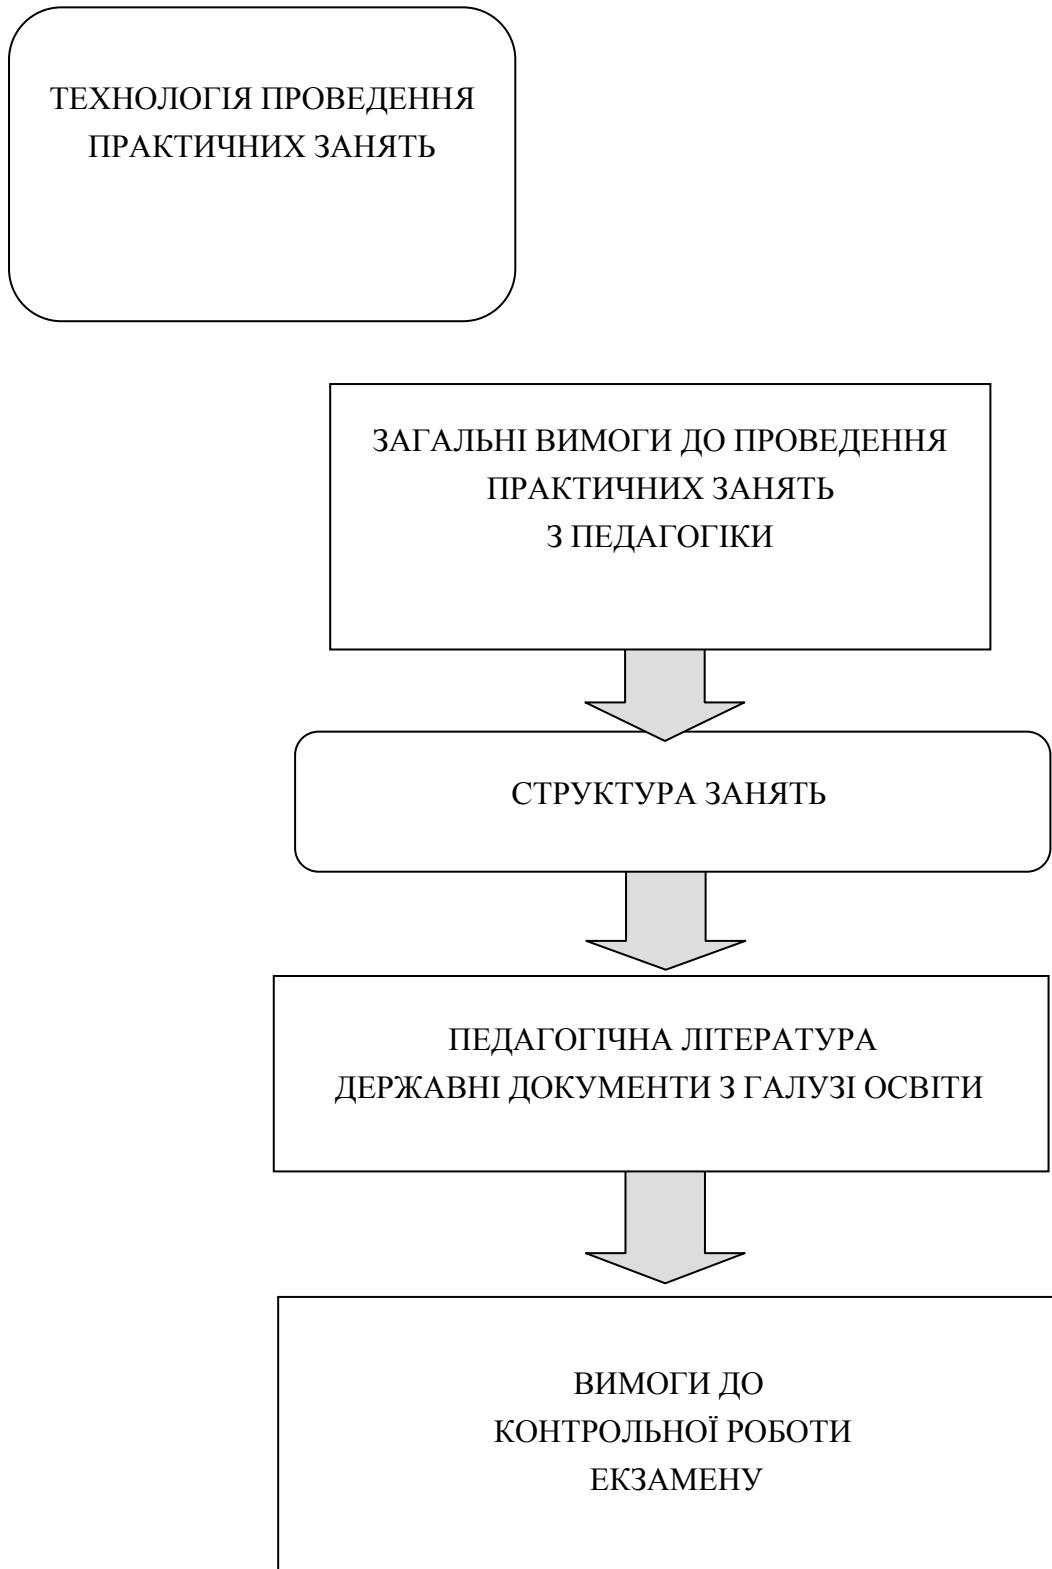 ТЕХНОЛОГІЯ ПРОВЕДЕННЯ
ПРАКТИЧНИХ ЗАНЯТЬ
ЗАГАЛЬНІ ВИМОГИ ДО ПРОВЕДЕННЯ
ПРАКТИЧНИХ ЗАНЯТЬ
З ПЕДАГОГІКИ
СТРУКТУРА ЗАНЯТЬ
ПЕДАГОГІЧНА ЛІТЕРАТУРА
ДЕРЖАВНІ ДОКУМЕНТИ З ГАЛУЗІ ОСВІТИ
ВИМОГИ ДО
КОНТРОЛЬНОЇ РОБОТИ
ЕКЗАМЕНУ